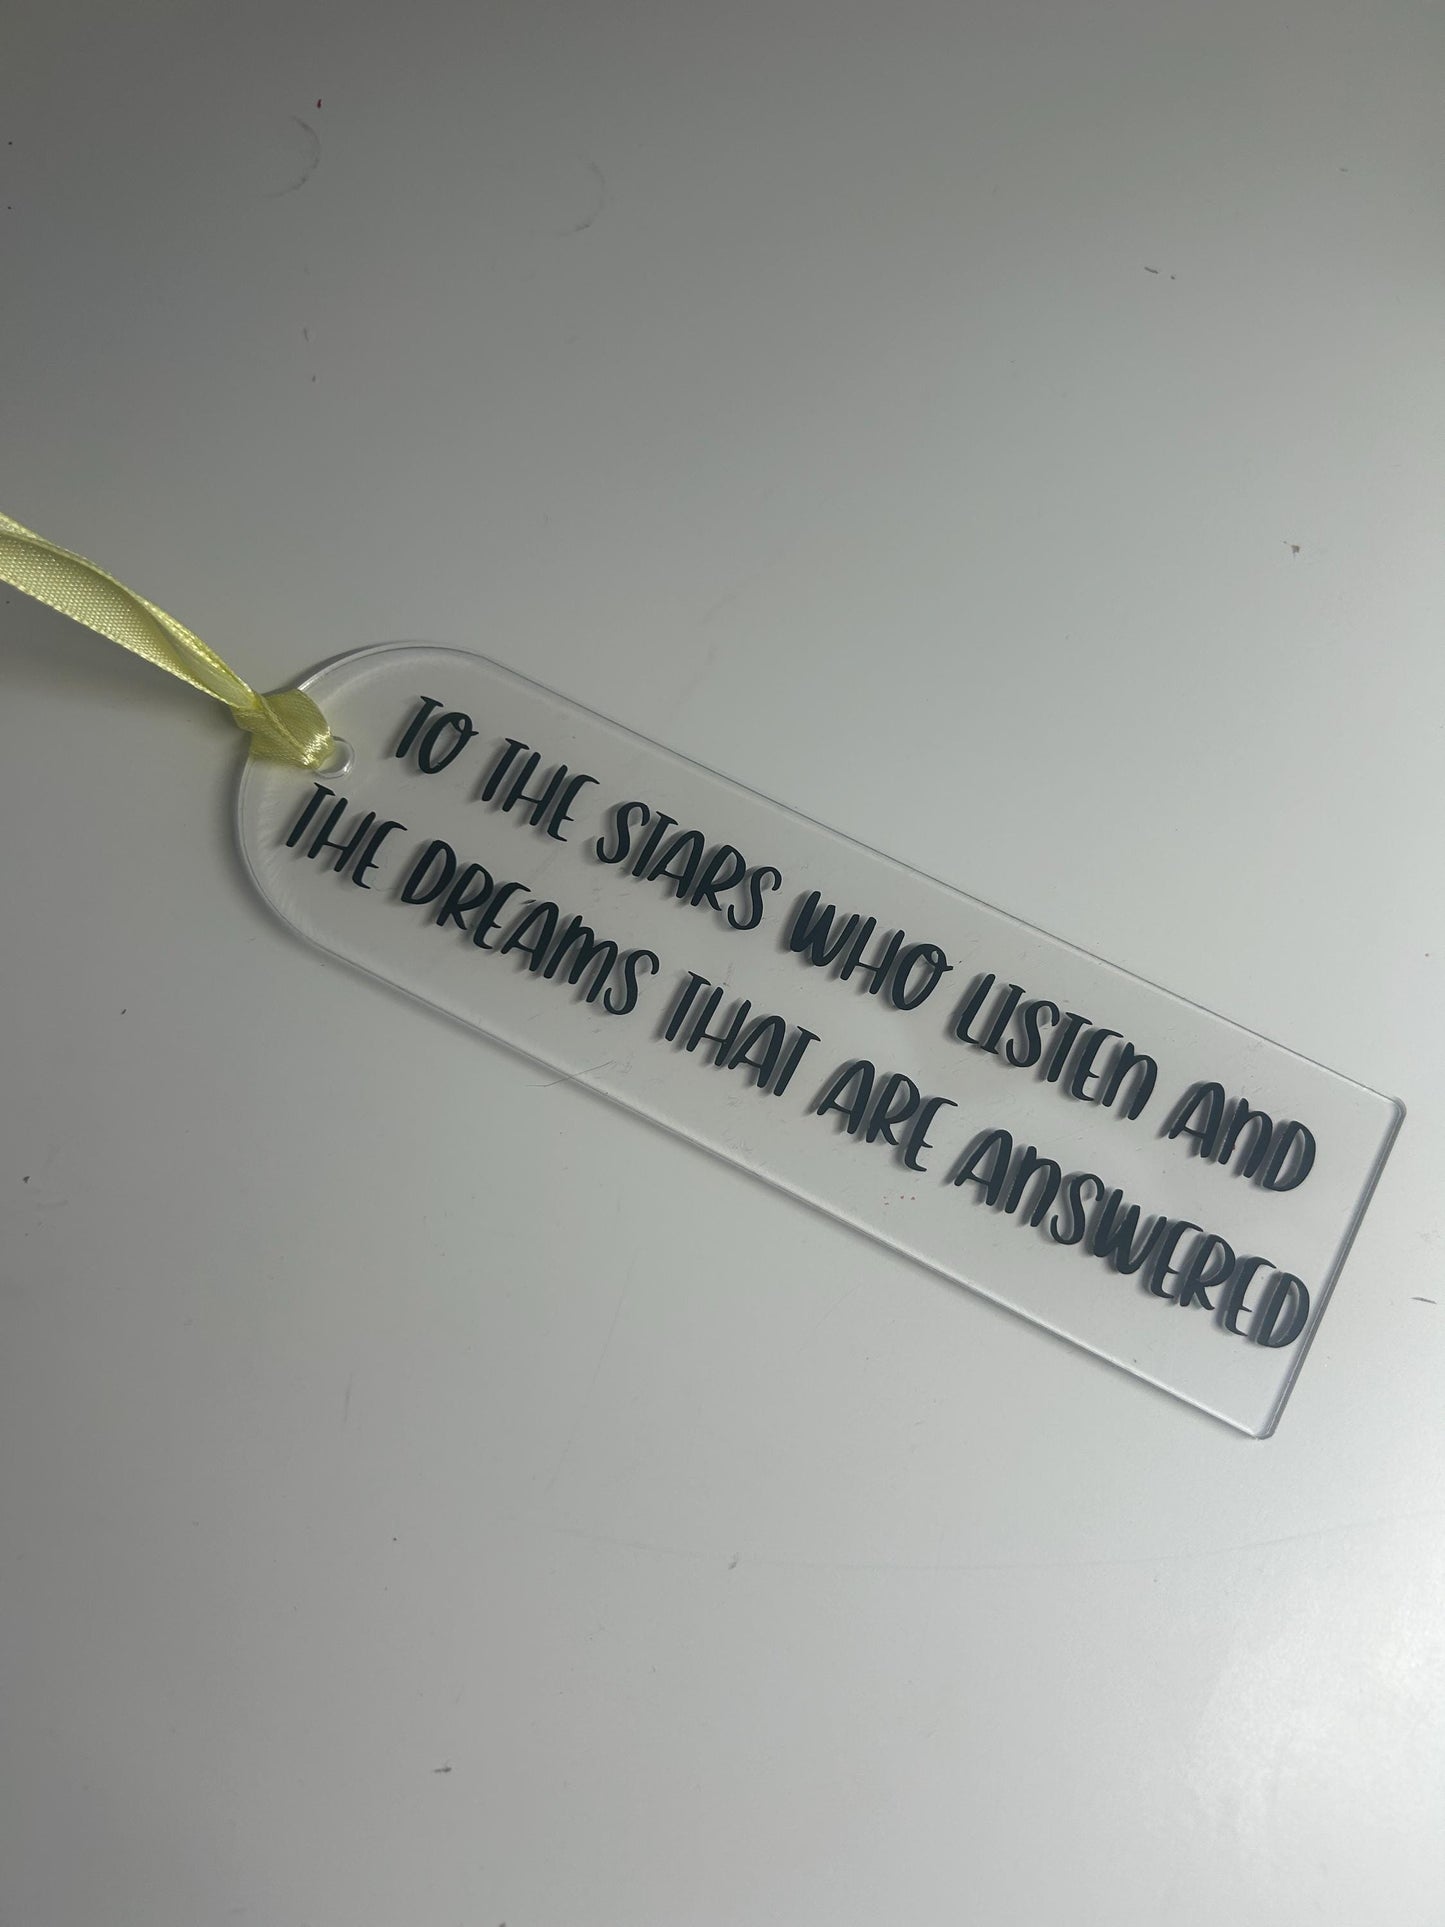 TO THE STARS WHO LISTEN AND
THE DREAMS THAT ARE ANSWERED